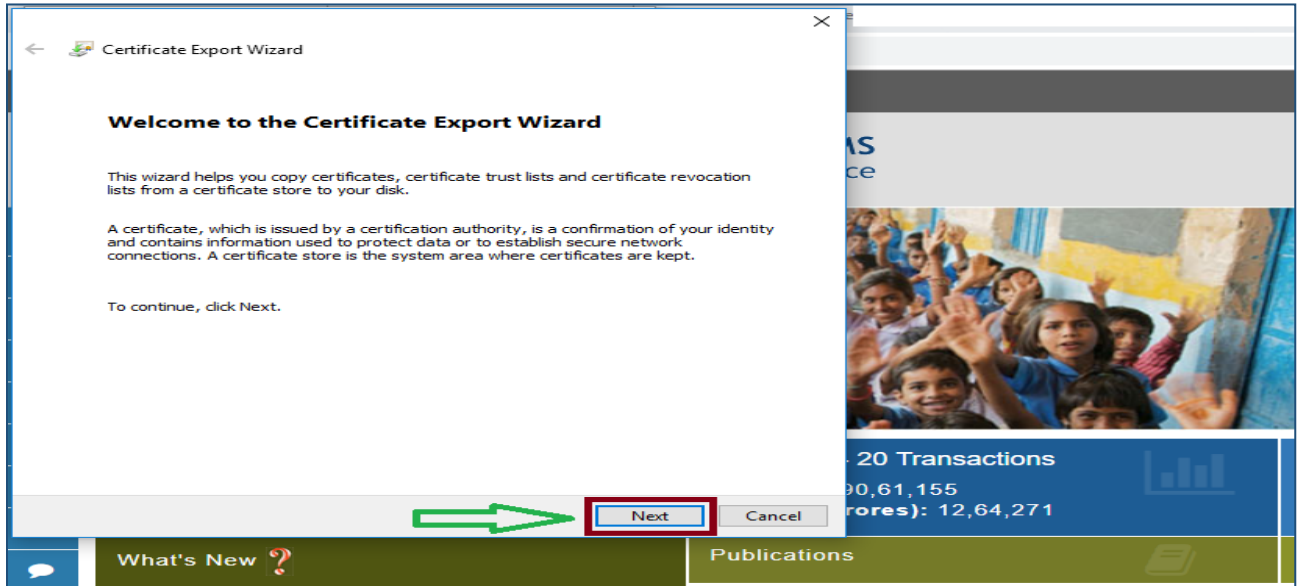 Certificate Export Wizard
Welcome to the Certificate Export Wizard
This wizard helps you copy certificates, certificate trust lists and certificate revocation
lists from a certificate store to your disk.
A certificate, which is issued by a certification authority, is a confirmation of your identity
and contains information used to protect data or to establish secure network
connections. A certificate store is the system area where certificates are kept.
To continue, click Next.
Next
Cancel
20 Transactions
90,61,155
rores): 12,64,271
What's New ?
Publications